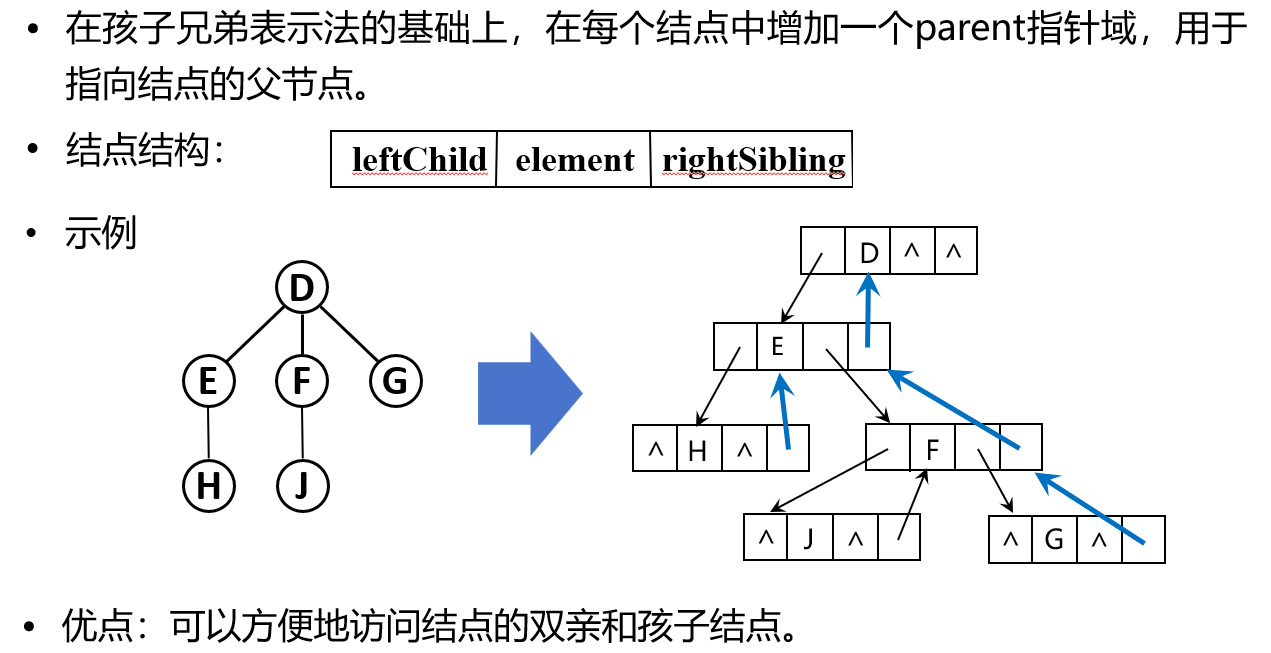 • 在孩子兄弟表示法的基础上，在每个结点中增加一个parent指针域，用于
指向结点的父节点。
• 结点结构：
leftChild element rightSibling
• 示例
D
E F G
H J
D ^ ^
E
^ H ^
F
^ J ^
^ G ^
• 优点：可以方便地访问结点的双亲和孩子结点。